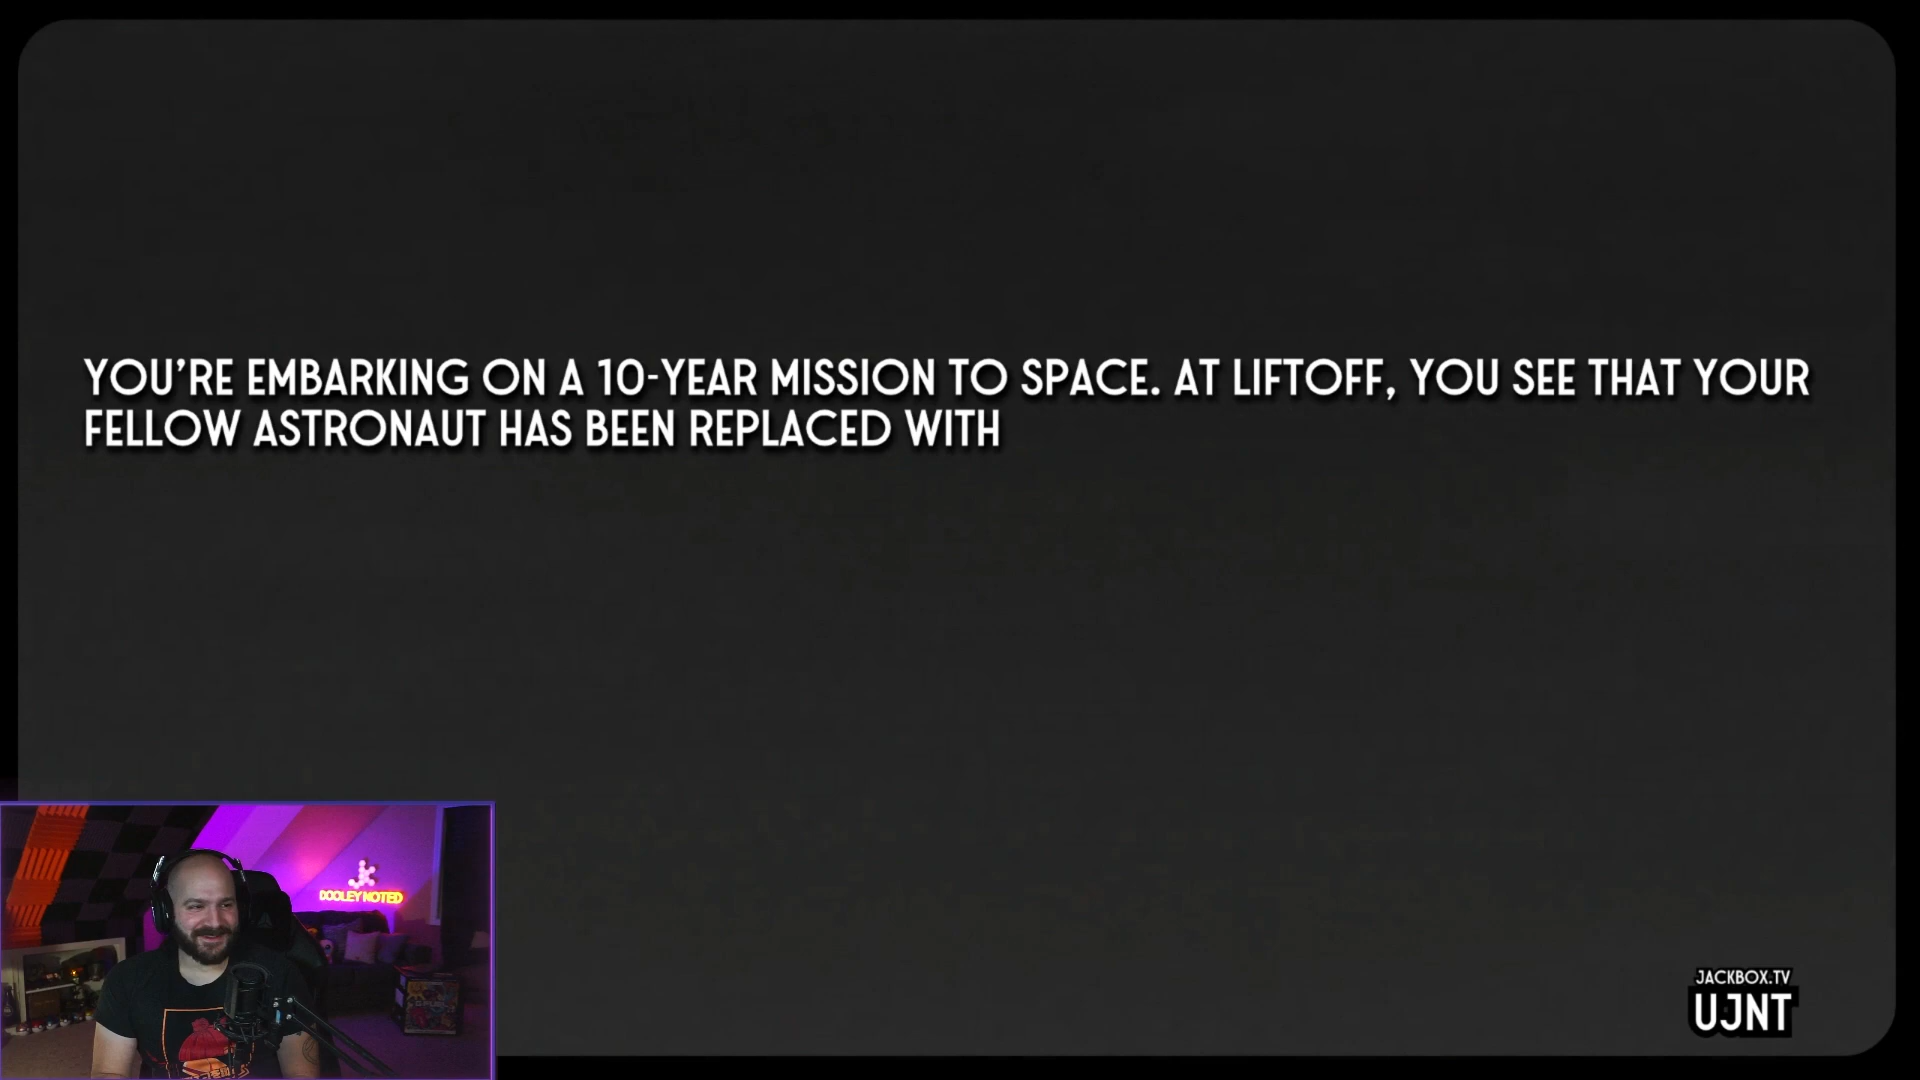 YOU'RE EMBARKING ON A 10-YEAR MISSION TO SPACE. AT LIFTOFF, YOU SEE THAT YOUR
FELLOW ASTRONAUT HAS BEEN REPLACED WITH
DOOLEY NOTED
JACKBOX.TV
UJNT